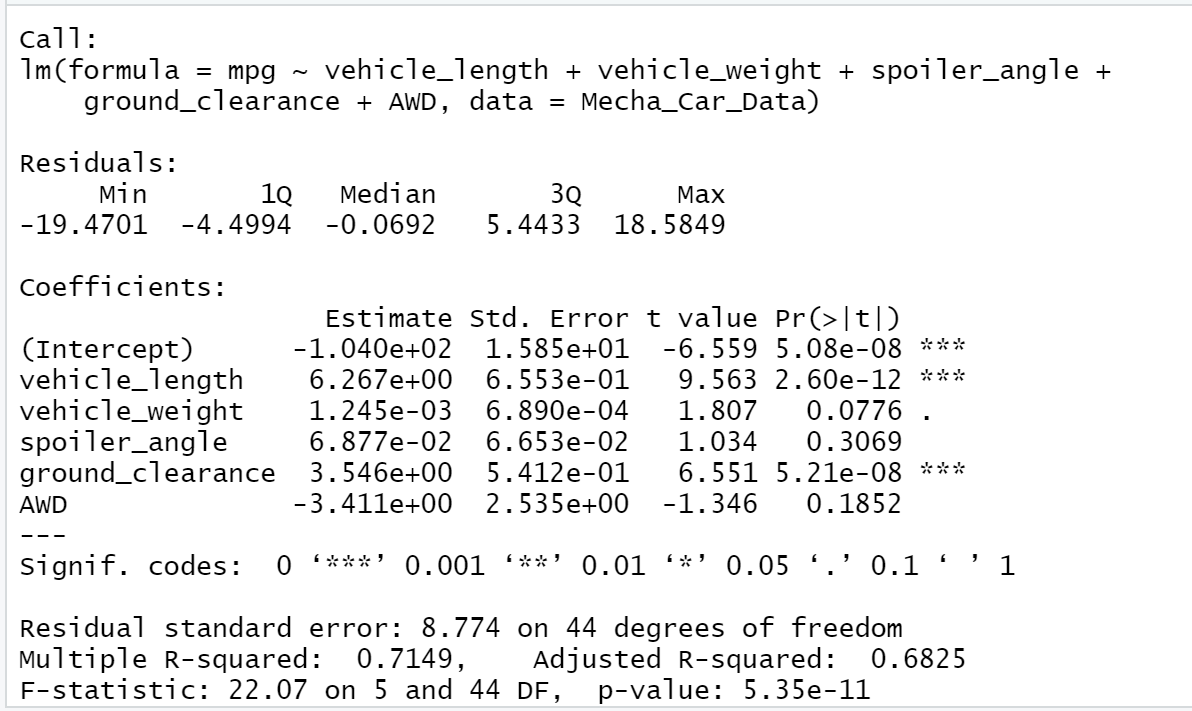 Call:
lm(formula = mpg ~ vehicle_length + vehicle_weight + spoiler_angle +
    ground_clearance + AWD, data = Mecha_Car_Data)

Residuals:
     Min       1Q   Median       3Q      Max
-19.4701  -4.4994  -0.0692   5.4433  18.5849

Coefficients:
                   Estimate Std. Error t value Pr(>|t|)
(Intercept)      -1.040e+02  1.585e+01  -6.559 5.08e-08 ***
vehicle_length    6.267e+00  6.553e-01   9.563 2.60e-12 ***
vehicle_weight    1.245e-03  6.890e-04   1.807   0.0776 .
spoiler_angle     6.877e-02  6.653e-02   1.034   0.3069
ground_clearance  3.546e+00  5.412e-01   6.551 5.21e-08 ***
AWD              -3.411e+00  2.535e+00  -1.346   0.1852
---
Signif. codes:  0 ‘***’ 0.001 ‘**’ 0.01 ‘*’ 0.05 ‘.’ 0.1 ‘ ’ 1

Residual standard error: 8.774 on 44 degrees of freedom
Multiple R-squared:  0.7149,    Adjusted R-squared:  0.6825
F-statistic: 22.07 on 5 and 44 DF,  p-value: 5.35e-11